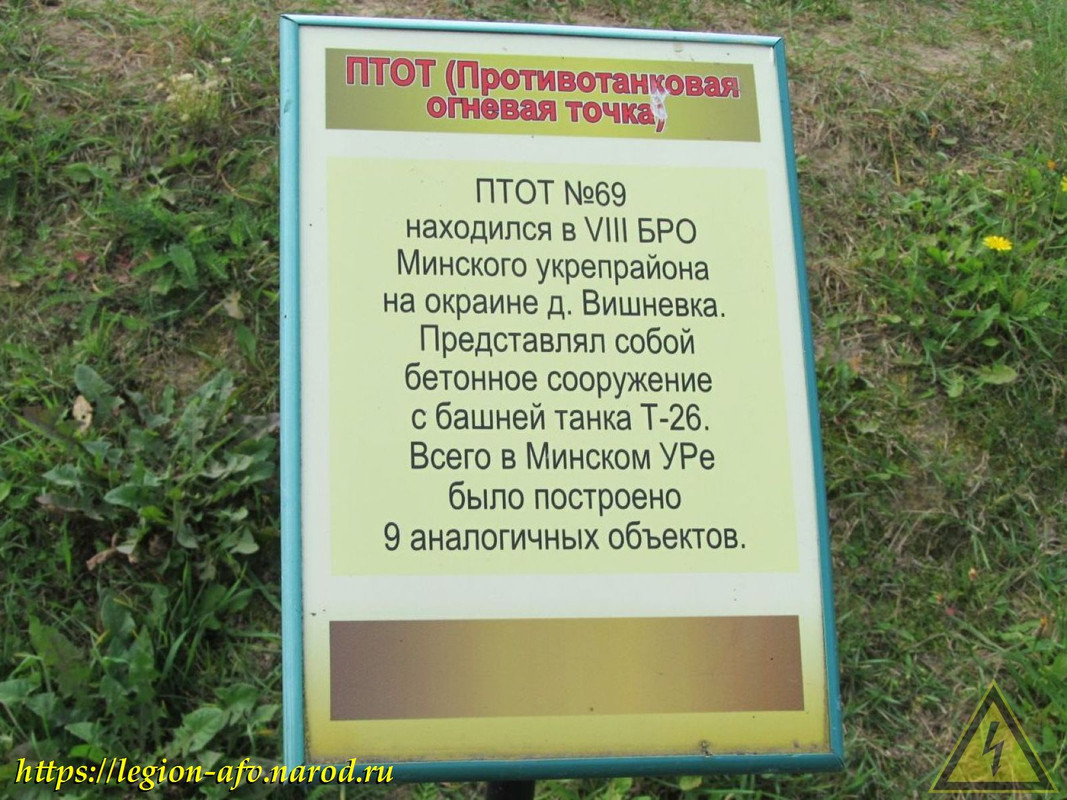 ПТОТ (Противотанковая
огневая точка)
ПТОТ №69
находился в VIII БРО
Минского укрепрайона
на окраине д. Вишневка.
Представлял собой
бетонное сооружение
с башней танка Т-26.
Всего в Минском УРе
было построено
9 аналогичных объектов.
https://legion-afv.narod.ru